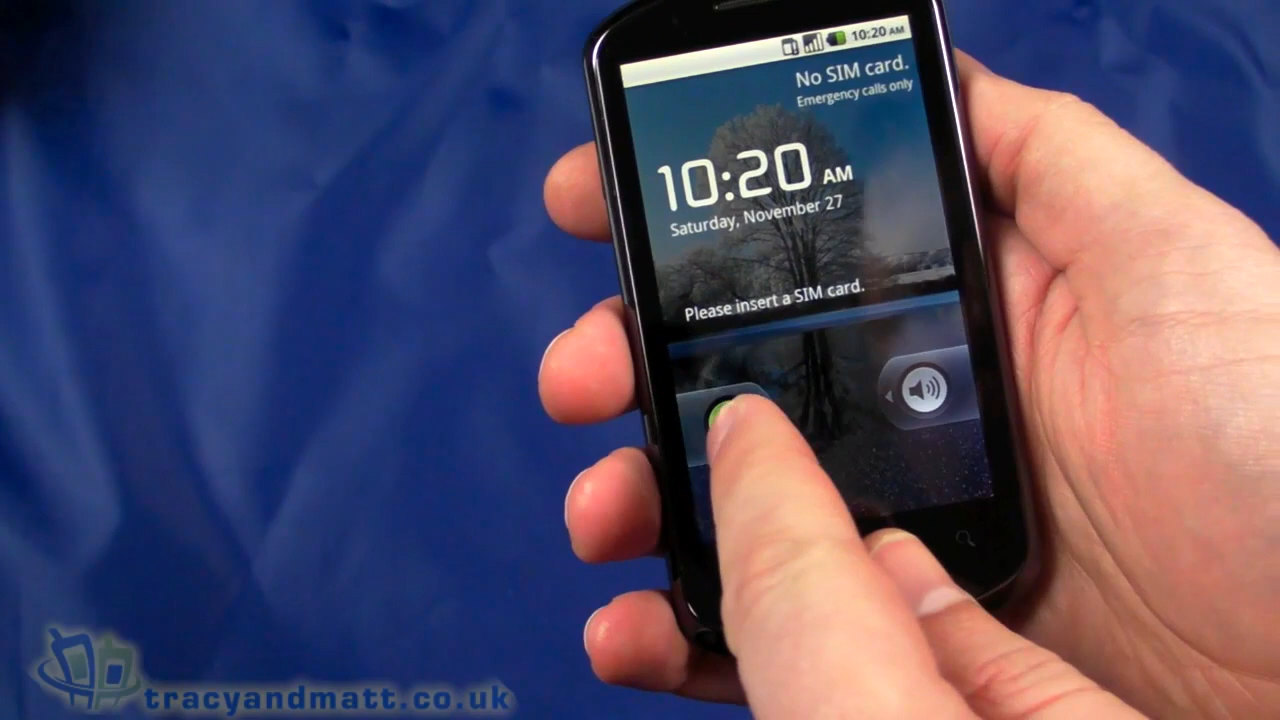 10:20 AM
No SIM card.
Emergency calls only
10:20 AM
Saturday, November 27
Please insert a SIM card.
tracyandmatt.co.uk